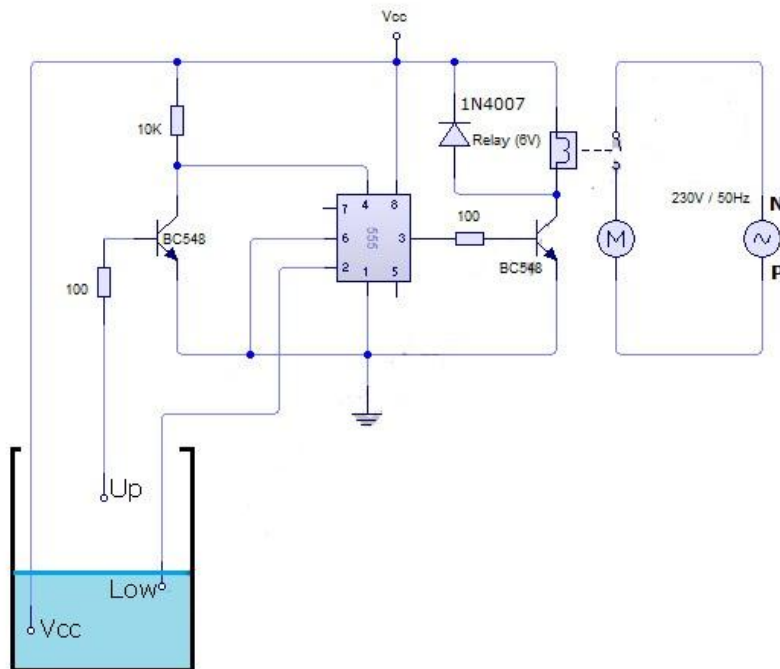 Vcc
1N4007
10K
Relay (6V)
7
4
8
6
555
3
2
1
5
100
BC548
100
BC548
M
230V / 50Hz
N
P
Up
Low
Vcc